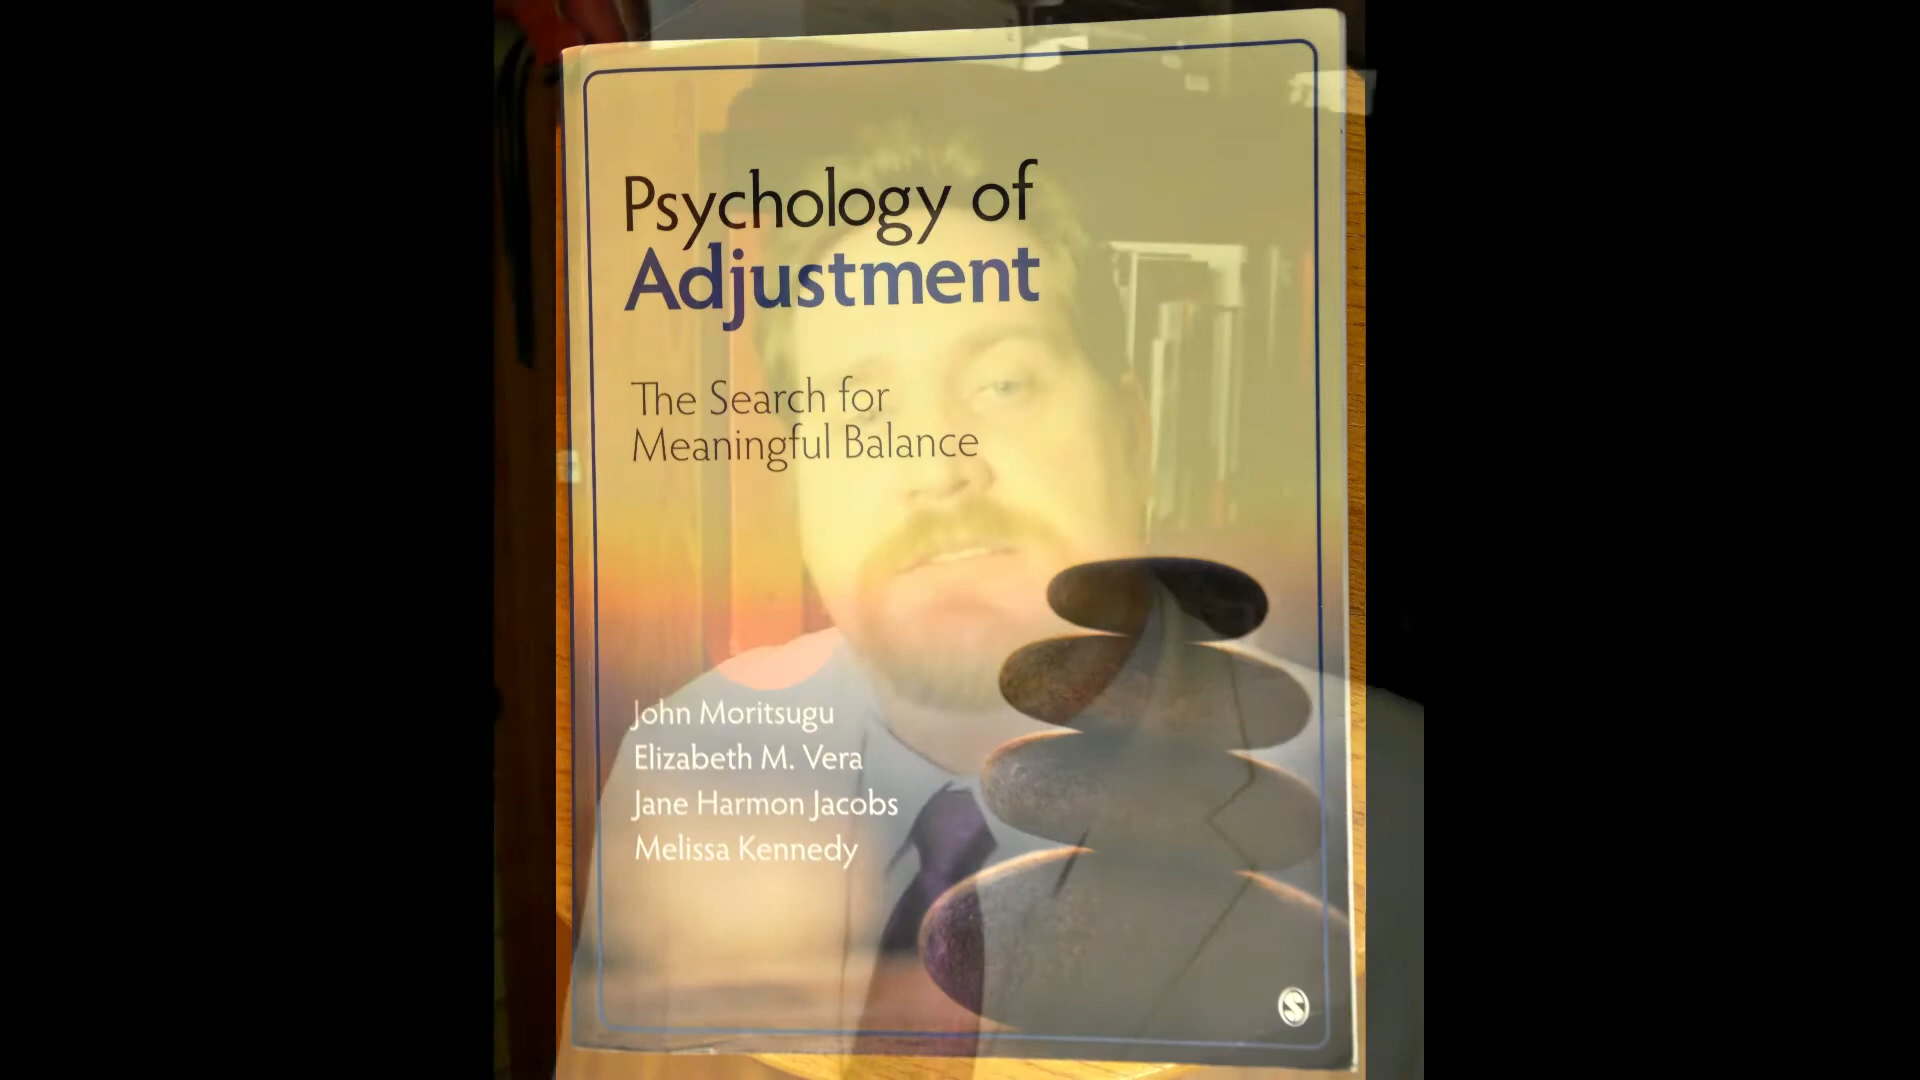 Psychology of
Adjustment
The Search for
Meaningful Balance
John Moritsugu
Elizabeth M. Vera
Jane Harmon Jacobs
Melissa Kennedy
S